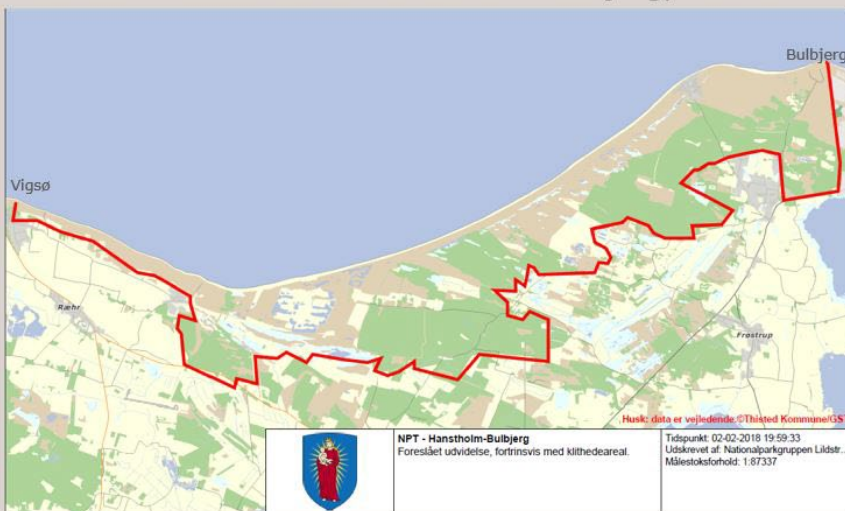 Bulbjerg
Vigsø
Ræhr
Frøstrup
Husk: data er vejledende.©Thisted Kommune/GST
NPT - Hanstholm-Bulbjerg
Foreslået udvidelse, fortrinsvis med klithedeareal.
Tidspunkt: 02-02-2018 19:59:33
Udskrevet af: Nationalparkgruppen Lildstr...
Målestoksforhold: 1:87337